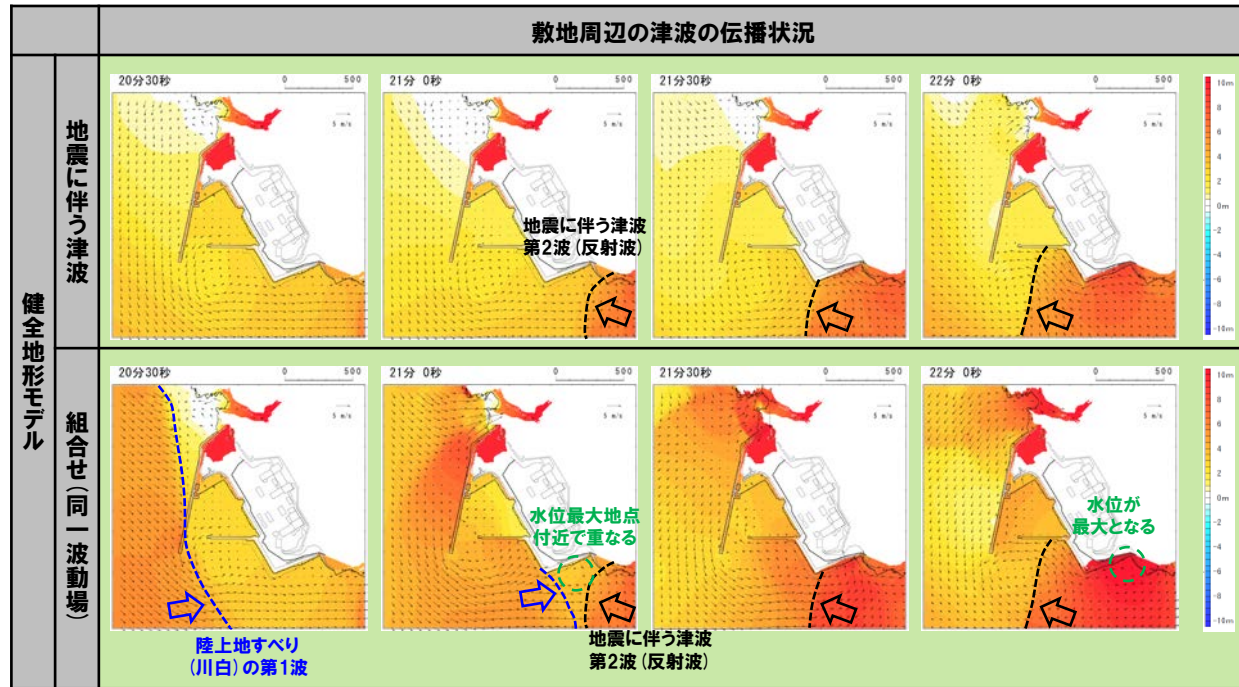 敷地周辺の津波の伝播状況
健全地形モデル
地震に伴う津波
20分30秒
0 500
5 m/s
21分 0秒
0 500
5 m/s
地震に伴う津波
第2波(反射波)
21分30秒
0 500
5 m/s
22分 0秒
0 500
5 m/s
10m
8
6
4
2
0m
-2
-4
-6
-8
-10m
組合せ(同一波動場)
20分30秒
0 500
5 m/s
陸上地すべり
(川白)の第1波
21分 0秒
0 500
5 m/s
水位最大地点
付近で重なる
地震に伴う津波
第2波(反射波)
21分30秒
0 500
5 m/s
22分 0秒
0 500
5 m/s
水位が
最大となる
10m
8
6
4
2
0m
-2
-4
-6
-8
-10m